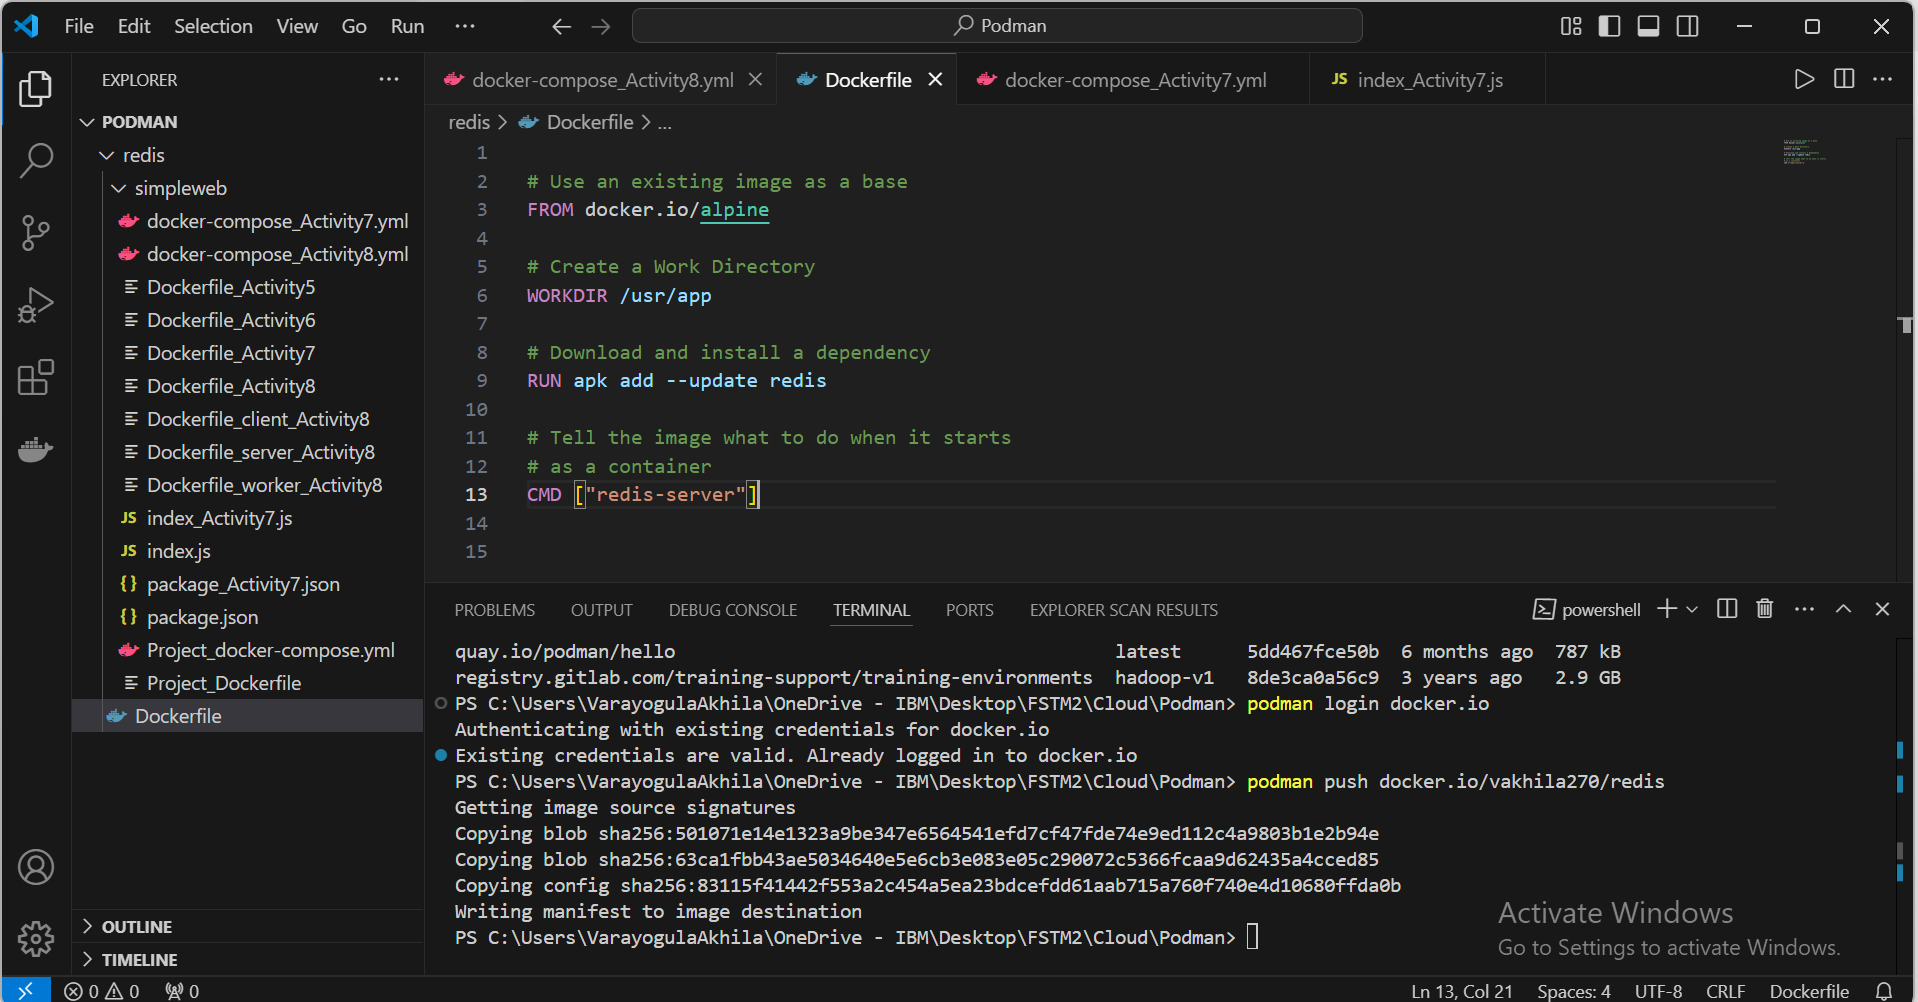 File Edit Selection View Go Run ··· Podman
EXPLORER ···
PODMAN
redis
simpleweb
docker-compose_Activity7.yml
docker-compose_Activity8.yml
Dockerfile_Activity5
Dockerfile_Activity6
Dockerfile_Activity7
Dockerfile_Activity8
Dockerfile_client_Activity8
Dockerfile_server_Activity8
Dockerfile_worker_Activity8
JS index_Activity7.js
JS index.js
{} package_Activity7.json
{} package.json
Project_docker-compose.yml
Project_Dockerfile
Dockerfile
OUTLINE
TIMELINE
docker-compose_Activity8.yml Dockerfile docker-compose_Activity7.yml JS index_Activity7.js
redis > Dockerfile > ...
1
2 # Use an existing image as a base
3 FROM docker.io/alpine
4
5 # Create a Work Directory
6 WORKDIR /usr/app
7
8 # Download and install a dependency
9 RUN apk add --update redis
10
11 # Tell the image what to do when it starts
12 # as a container
13 CMD ["redis-server"]
14
15
PROBLEMS OUTPUT DEBUG CONSOLE TERMINAL PORTS EXPLORER SCAN RESULTS powershell
quay.io/podman/hello latest 5dd467fce50b 6 months ago 787 kB
registry.gitlab.com/training-support/training-environments hadoop-v1 8de3ca0a56c9 3 years ago 2.9 GB
PS C:\Users\VarayogulaAkhila\OneDrive - IBM\Desktop\FSTM2\Cloud\Podman> podman login docker.io
Authenticating with existing credentials for docker.io
Existing credentials are valid. Already logged in to docker.io
PS C:\Users\VarayogulaAkhila\OneDrive - IBM\Desktop\FSTM2\Cloud\Podman> podman push docker.io/vakhila270/redis
Getting image source signatures
Copying blob sha256:501071e14e1323a9be347e6564541efd7cf47fde74e9ed112c4a9803b1e2b94e
Copying blob sha256:63ca1fbb43ae5034640e5e6cb3e083e05c290072c5366fcaa9d62435a4cced85
Copying config sha256:83115f41442f553a2c454a5ea23bdcefdd61aab715a760f740e4d10680ffda0b
Writing manifest to image destination
PS C:\Users\VarayogulaAkhila\OneDrive - IBM\Desktop\FSTM2\Cloud\Podman>
Activate Windows
Go to Settings to activate Windows.
0 0 0 Ln 13, Col 21 Spaces: 4 UTF-8 CRLF Dockerfile